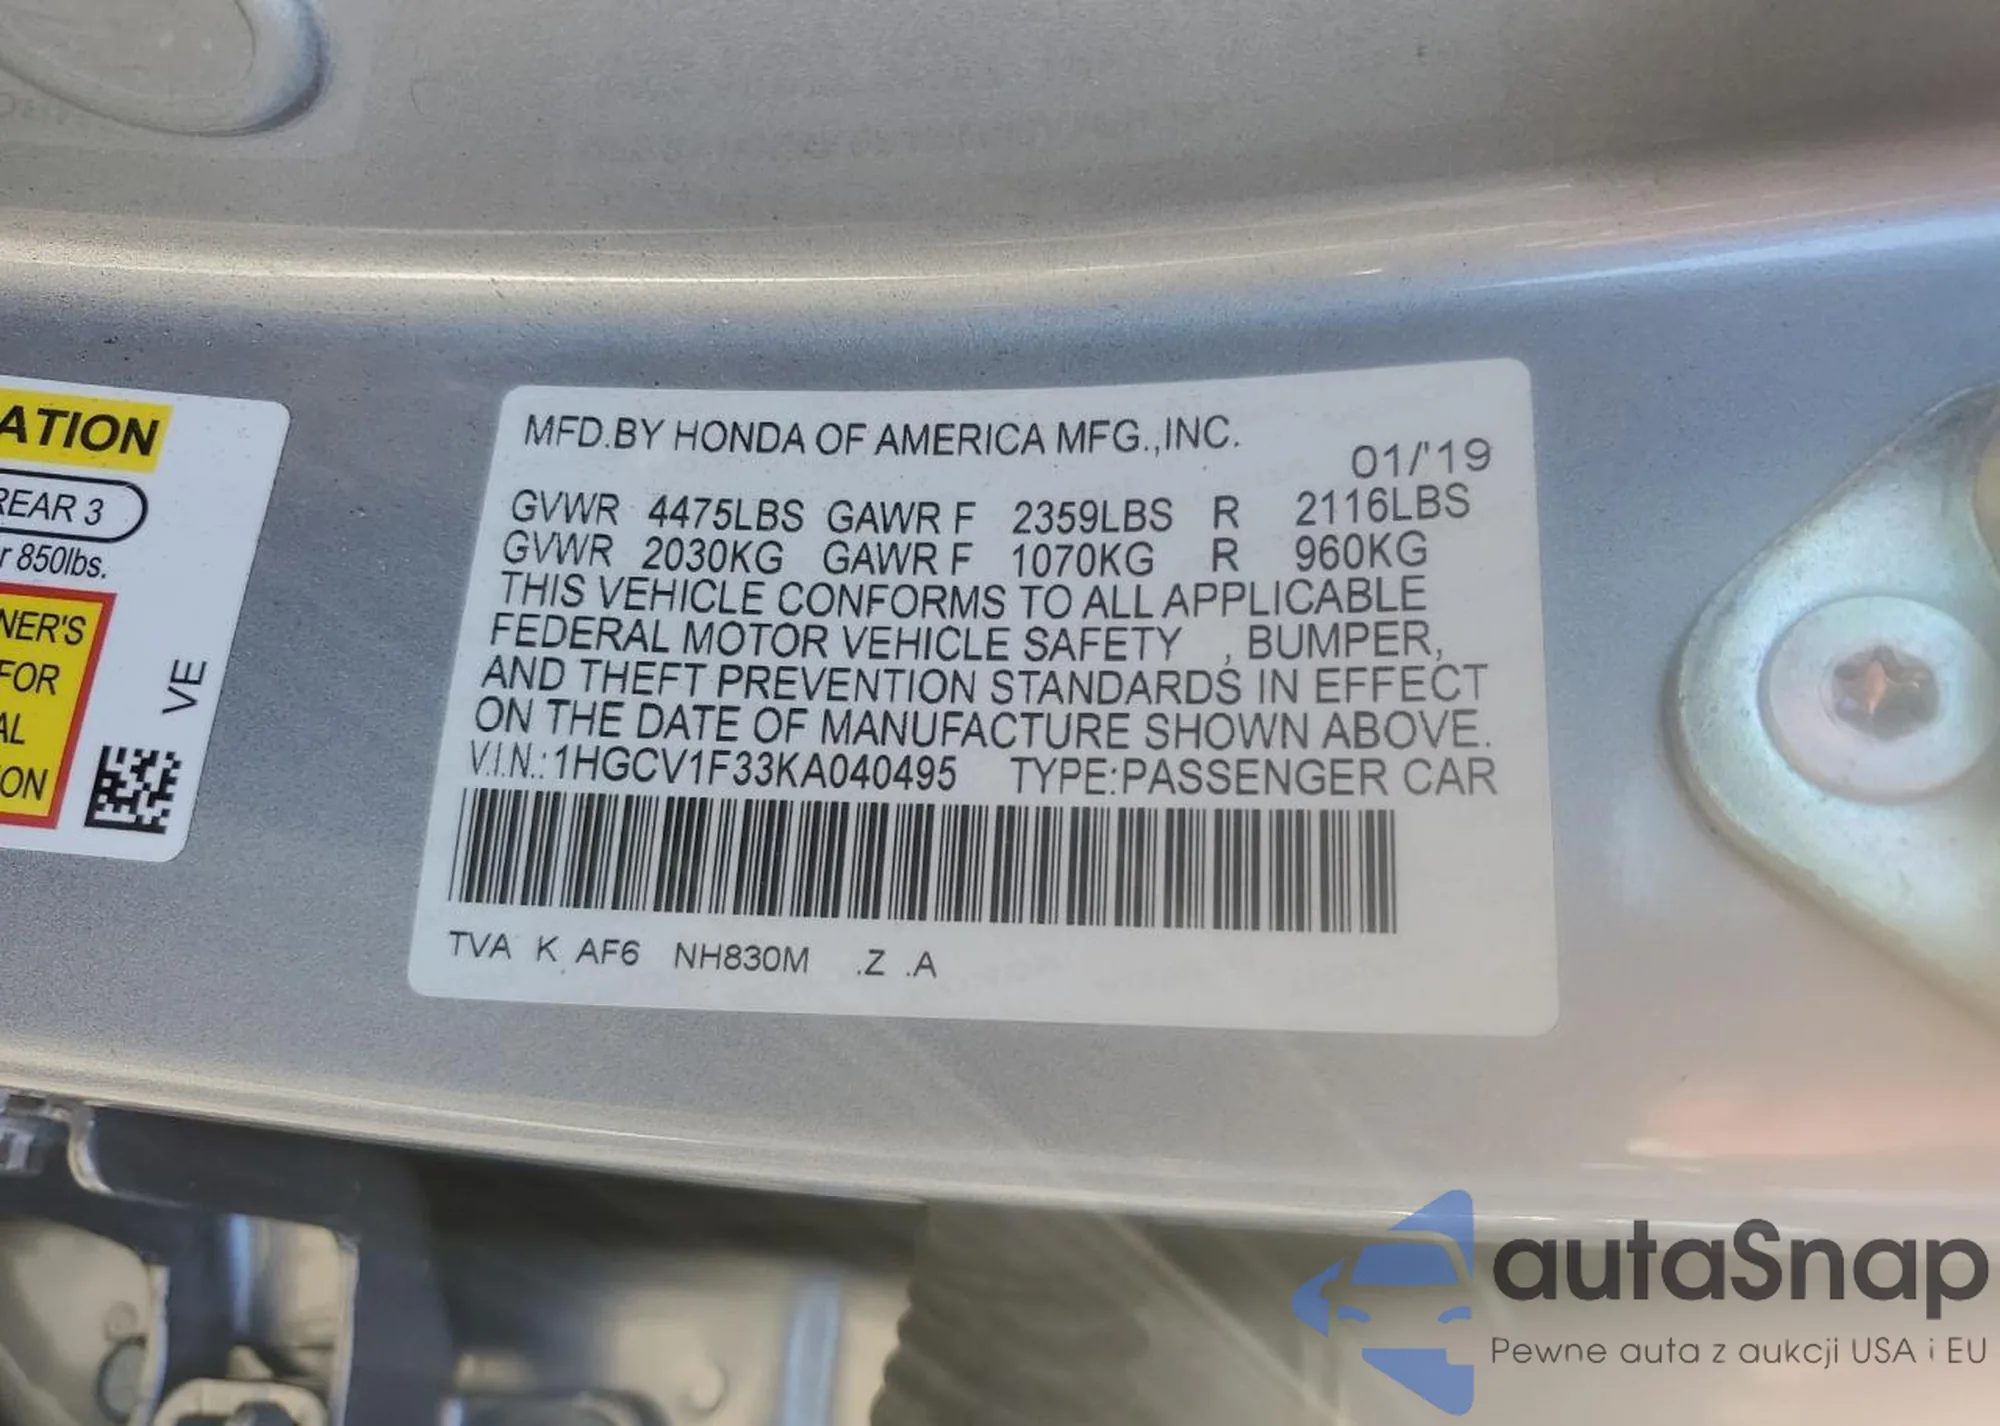 ATION
REAR 3
r 850lbs.
NER'S
FOR
AL
ON
VE
MFD.BY HONDA OF AMERICA MFG.,INC.
01/'19
GVWR 4475LBS GAWR F 2359LBS R 2116LBS
GVWR 2030KG GAWR F 1070KG R 960KG
THIS VEHICLE CONFORMS TO ALL APPLICABLE
FEDERAL MOTOR VEHICLE SAFETY , BUMPER,
AND THEFT PREVENTION STANDARDS IN EFFECT
ON THE DATE OF MANUFACTURE SHOWN ABOVE.
V.I.N.: 1HGCV1F33KA040495 TYPE:PASSENGER CAR
TVA K AF6 NH830M .Z .A
autaSnap
Pewne auta z aukcji USA i EU